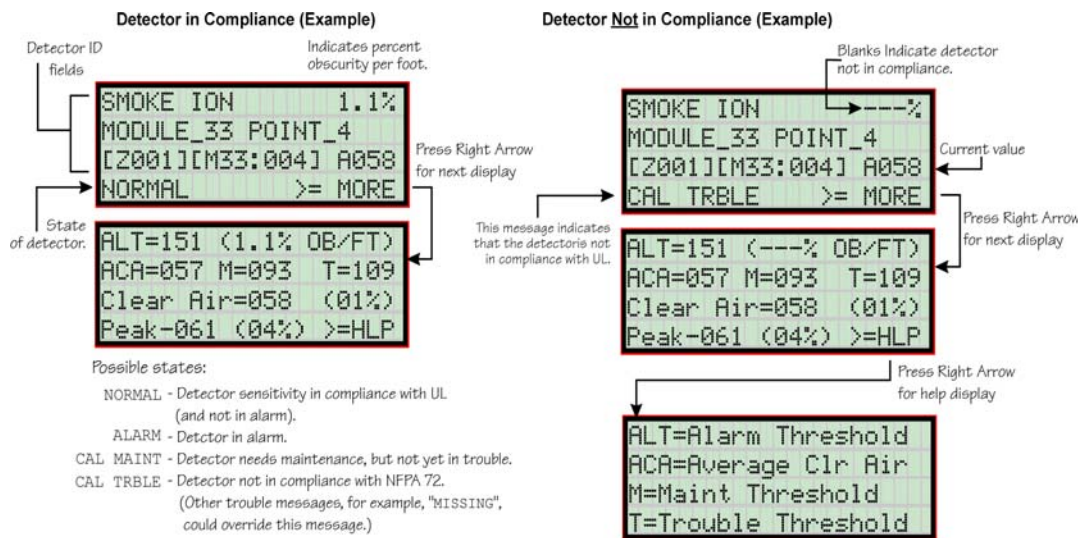 Detector in Compliance (Example)
Detector ID
fields
Indicates percent
obscurity per foot.
SMOKE ION 1.1%
MODULE_33 POINT_4
[Z001][M33:004] A058
NORMAL >= MORE
Press Right Arrow
for next display
State
of detector.
ALT=151 (1.1% OB/FT)
ACA=057 M=093 T=109
Clear Air=058 (01%)
Peak-061 (04%) >=HLP
Possible states:
NORMAL - Detector sensitivity in compliance with UL
(and not in alarm).
ALARM - Detctor in alarm.
CAL MAINT - Detector needs maintenance, but not yet in trouble.
CAL TRBLE - Detector not in compliance with NFPA 72.
(Other trouble messages, for example, "MISSING",
could override this message.)
Detector Not in Compliance (Example)
Blanks Indicate detector
not in compliance.
SMOKE ION ---%
MODULE_33 POINT_4
[Z001][M33:004] A058
CAL TRBLE >= MORE
Current value
This message indicates
that the detectoris not
in compliance with UL.
Press Right Arrow
for next display
ALT=151 (---% OB/FT)
ACA=057 M=093 T=109
Clear Air=058 (01%)
Peak-061 (04%) >=HLP
Press Right Arrow
for help display
ALT=Alarm Threshold
ACA=Average Clr Air
M=Maint Threshold
T=Trouble Threshold